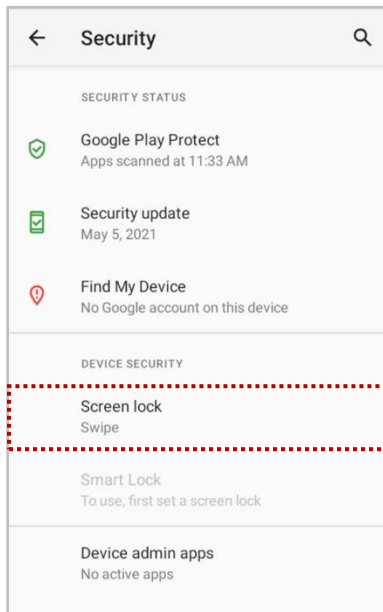 Security
SECURITY STATUS
Google Play Protect
Apps scanned at 11:33 AM
Security update
May 5, 2021
Find My Device
No Google account on this device
DEVICE SECURITY
Screen lock
Swipe
Smart Lock
To use, first set a screen lock
Device admin apps
No active apps